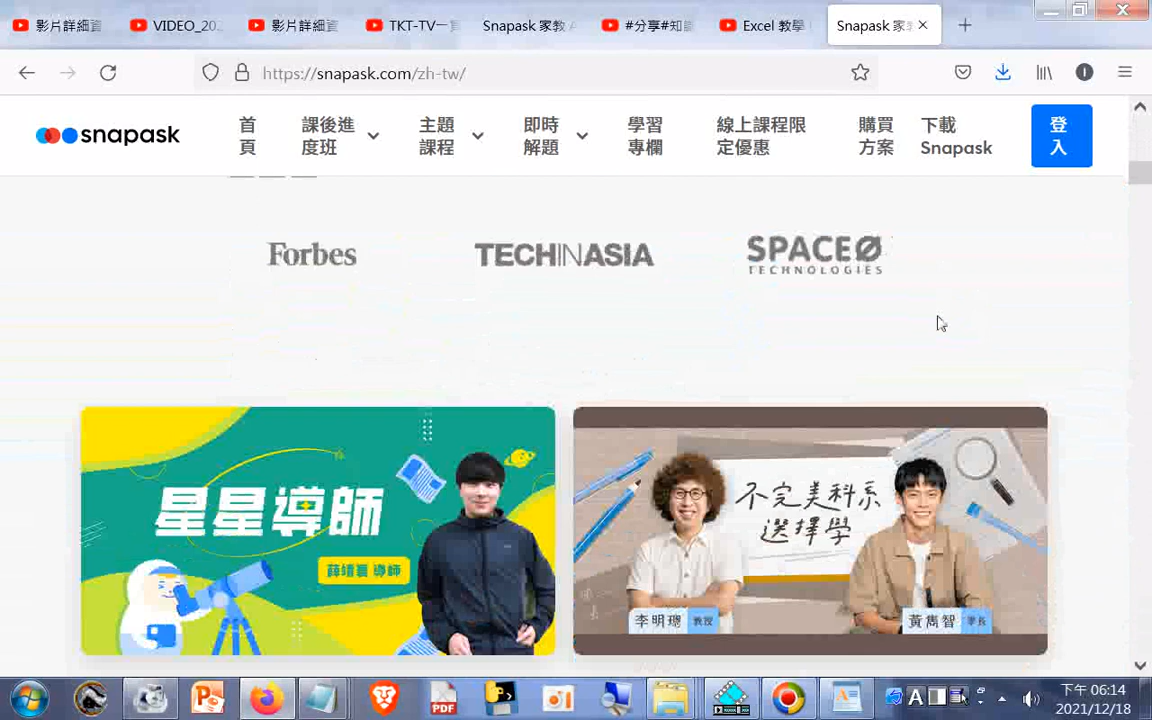 影片詳細資
VIDEO_20
影片詳細資
TKT-TV一
Snapask 家教
#分享#知識
Excel 教學
Snapask 家教
https://snapask.com/zh-tw/
snapask
首頁
課後進度班
主題課程
即時解題
學習專欄
線上課程限定優惠
購買方案
下載 Snapask
登入
Forbes
TECHINASIA
SPACEØ
TECHNOLOGIES
星星導師
導師
不完美科系
選擇學
李明璁 教授
黃雋智 學長
PDF
A
下午 06:14
2021/12/18